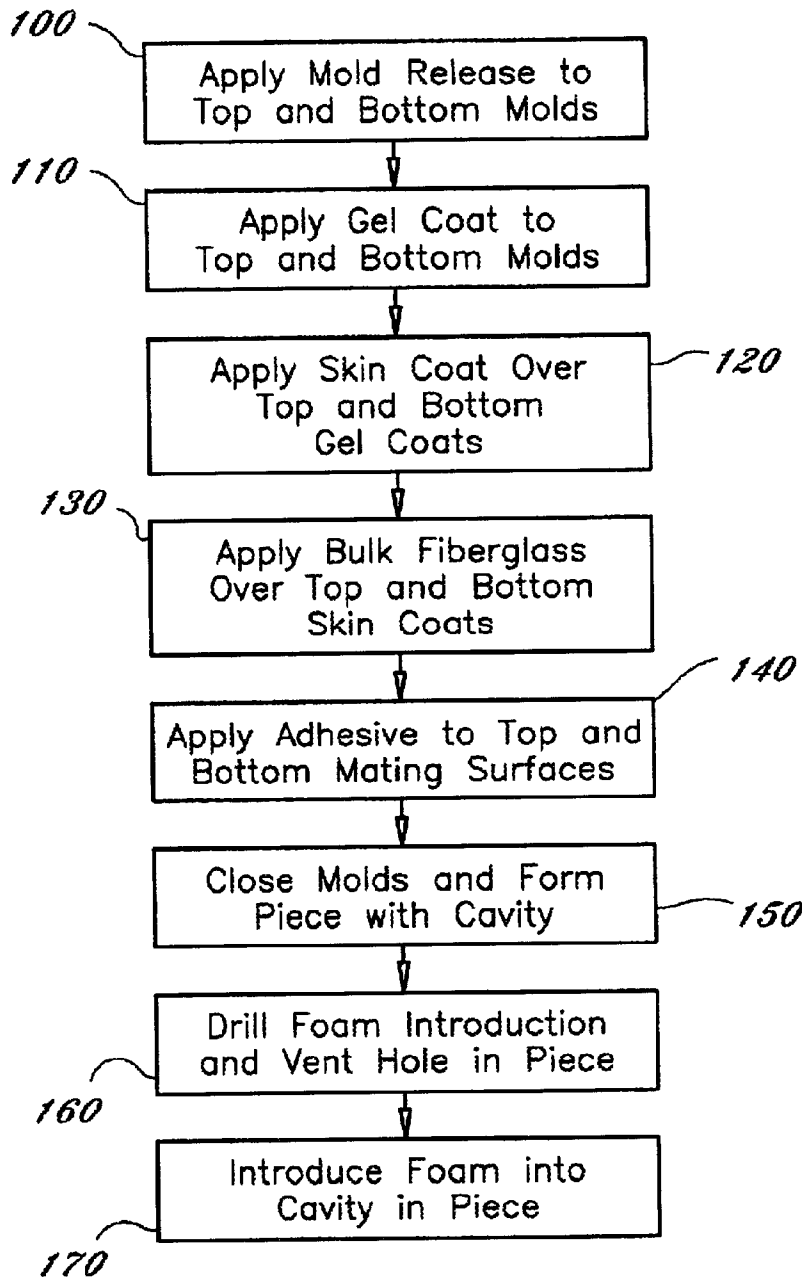 100
Apply Mold Release to
Top and Bottom Molds
110
Apply Gel Coat to
Top and Bottom Molds
120
Apply Skin Coat Over
Top and Bottom
Gel Coats
130
Apply Bulk Fiberglass
Over Top and Bottom
Skin Coats
140
Apply Adhesive to Top and
Bottom Mating Surfaces
Close Molds and Form
Piece with Cavity
150
Drill Foam Introduction
and Vent Hole in Piece
160
Introduce Foam into
Cavity in Piece
170